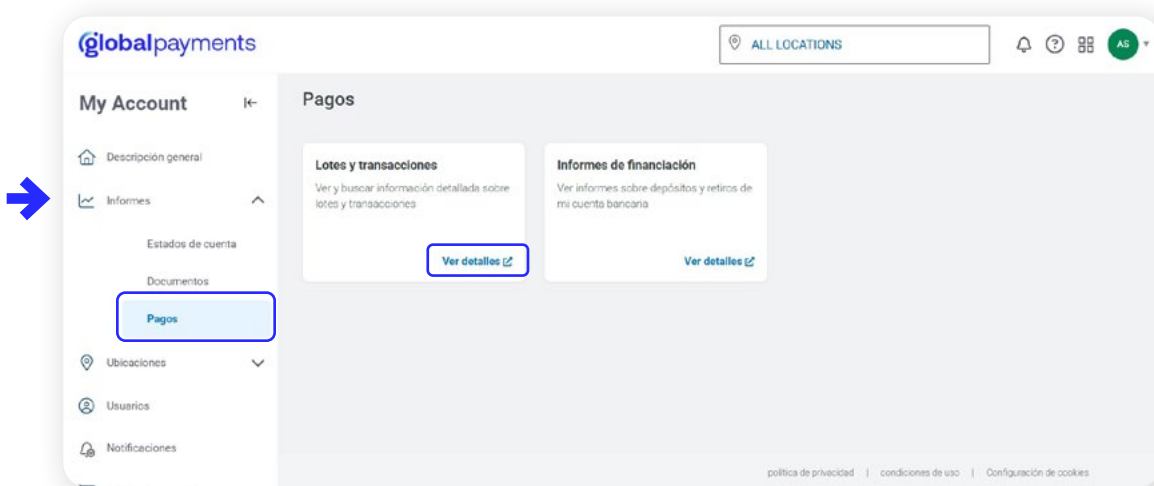 globalpayments
ALL LOCATIONS
AS
My Account
Pagos
Descripción general
Informes
Estados de cuenta
Documentos
Pagos
Ubicaciones
Usuarios
Notificaciones
Lotes y transacciones
Ver y buscar información detallada sobre
lotes y transacciones
Ver detalles
Informes de financiación
Ver informes sobre depósitos y retiros de
mi cuenta bancaria
Ver detalles
política de privacidad | condiciones de uso | Configuración de cookies